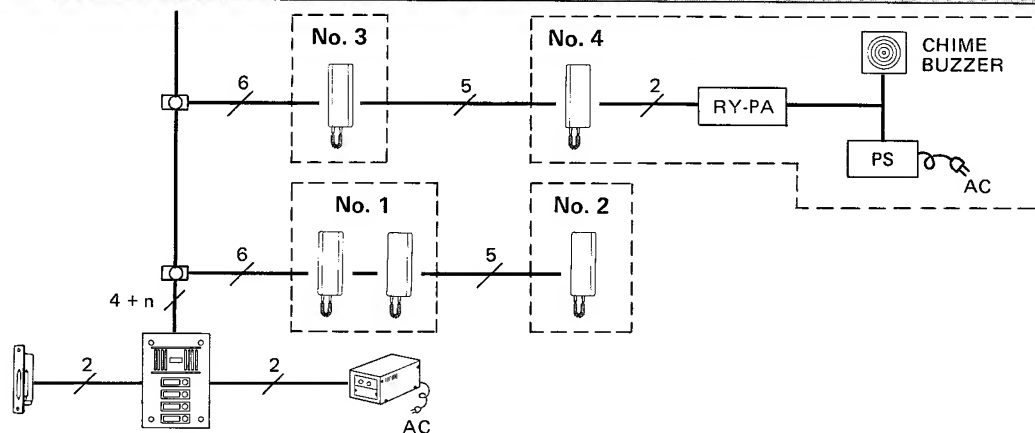 No. 3
No. 4
CHIME
BUZZER
6
5
2
RY-PA
PS
AC
No. 1
No. 2
6
5
4 + n
2
2
AC